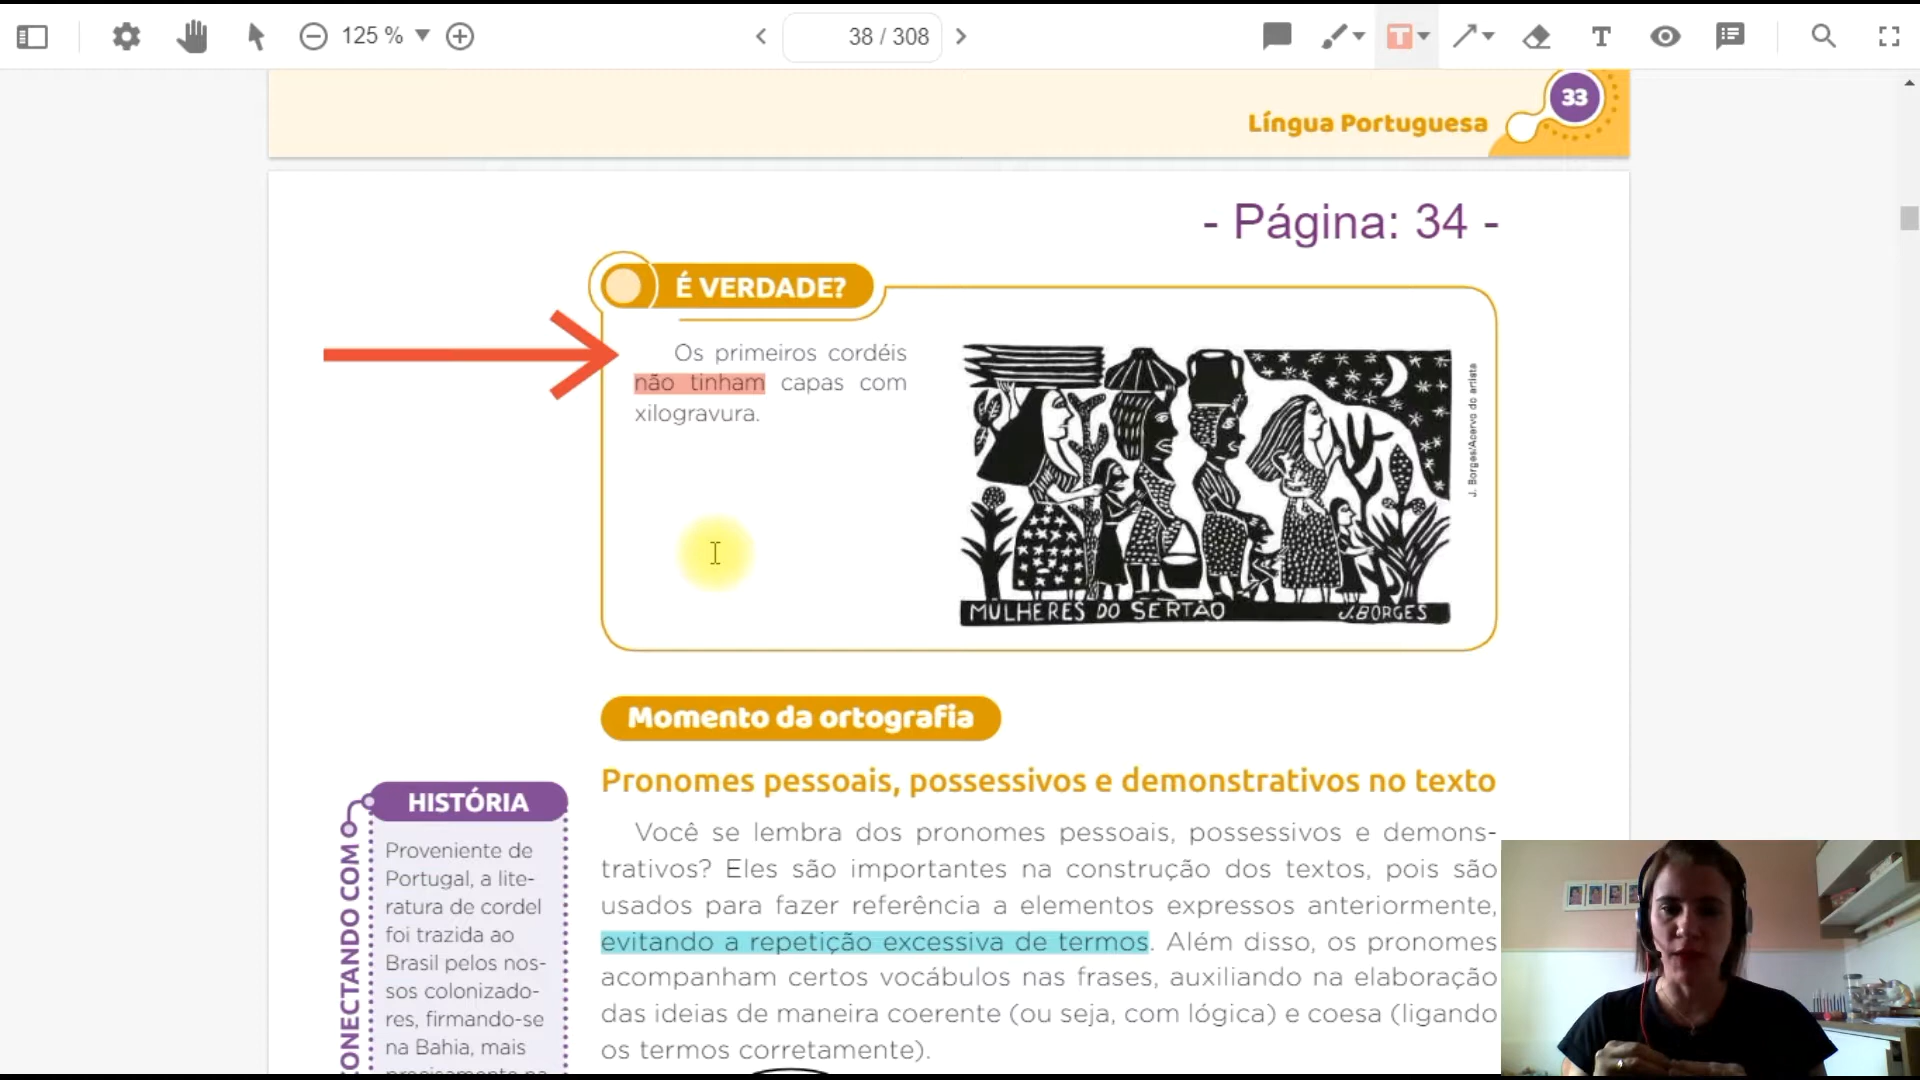 125 %
38 / 308
Língua Portuguesa
33
- Página: 34 -
É VERDADE?
Os primeiros cordéis
não tinham capas com
xilogravura.
J. Borges/Acervo do artista
MULHERES DO SERTÃO
J.BORGES
Momento da ortografia
Pronomes pessoais, possessivos e demonstrativos no texto
Você se lembra dos pronomes pessoais, possessivos e demons-
trativos? Eles são importantes na construção dos textos, pois são
usados para fazer referência a elementos expressos anteriormente,
evitando a repetição excessiva de termos. Além disso, os pronomes
acompanham certos vocábulos nas frases, auxiliando na elaboração
das ideias de maneira coerente (ou seja, com lógica) e coesa (ligando
os termos corretamente).
ONECTANDO COM
HISTÓRIA
Proveniente de
Portugal, a lite-
ratura de cordel
foi trazida ao
Brasil pelos nos-
sos colonizado-
res, firmando-se
na Bahia, mais